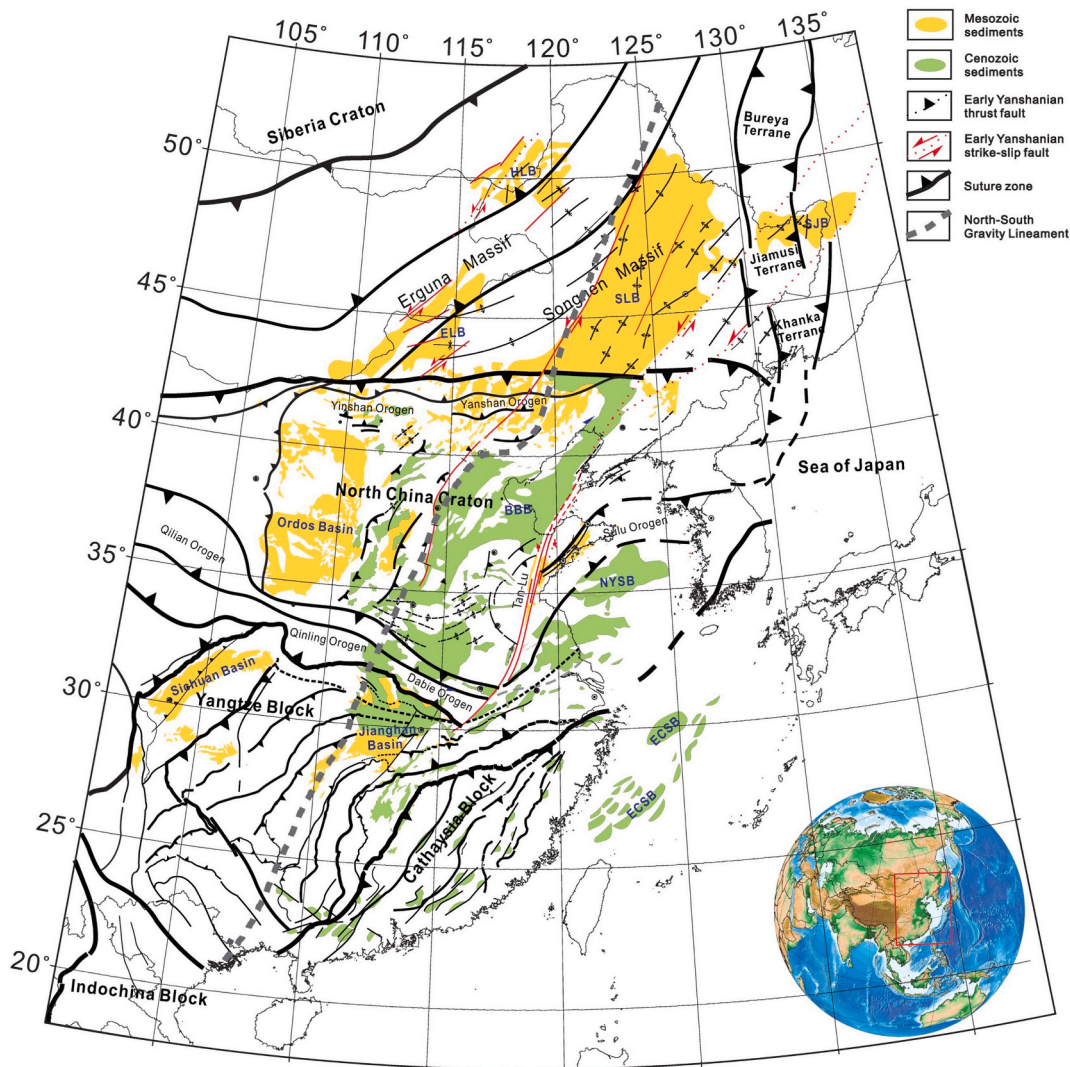 105°
110°
115°
120°
125°
130°
135°
50°
45°
40°
35°
30°
25°
20°
Mesozoic
sediments
Cenozoic
sediments
Early Yanshanian
thrust fault
Early Yanshanian
strike-slip fault
Suture zone
North-South
Gravity Lineament
Siberia Craton
Bureya
Terrane
HLB
SJB
Jiamusi
Terrane
Erguna Massif
Songnen Massif
SLB
ELB
Khanka
Terrane
Yinshan Orogen
Yanshan Orogen
Sea of Japan
North China Craton
BBB
Ordos Basin
Sulu Orogen
Qilian Orogen
NYSB
Tan-Lu
Qinling Orogen
Dabie Orogen
Sichuan Basin
Yangtze Block
Jianghan
Basin
ECSB
ECSB
Cathaysia Block
Indochina Block